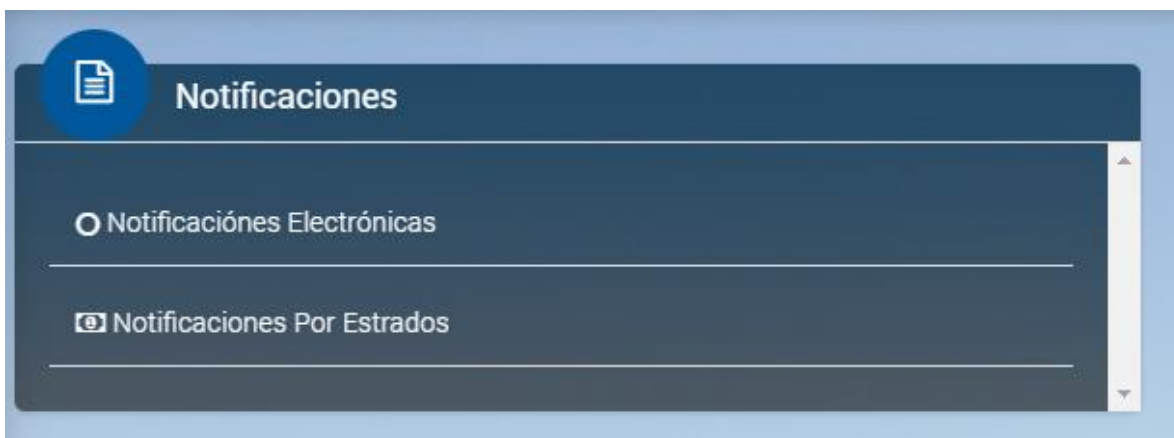 Notificaciones
Notificaciónes Electrónicas
Notificaciones Por Estrados